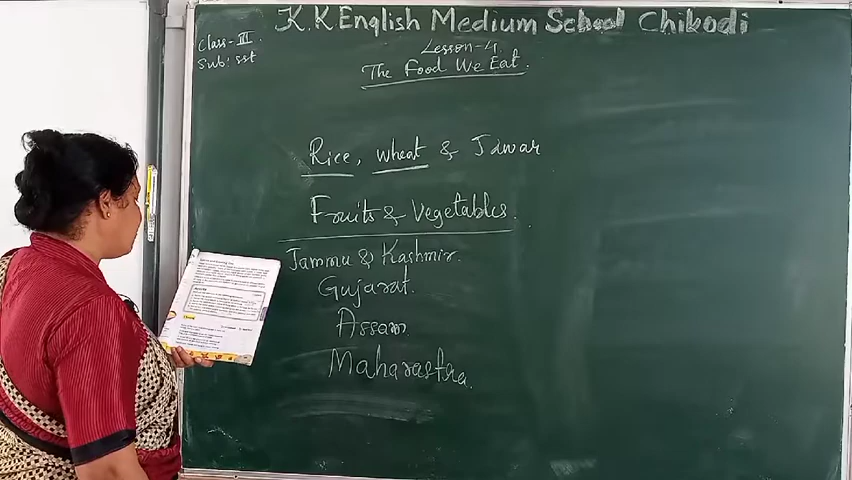 K.K English Medium School Chikodi
Class-III.
Sub: sst
Lesson-4.
The Food We Eat.
Rice, wheat & Jawar
Fruits & Vegetables.
Jammu & Kashmir.
Gujarat.
Assam
Maharastra.